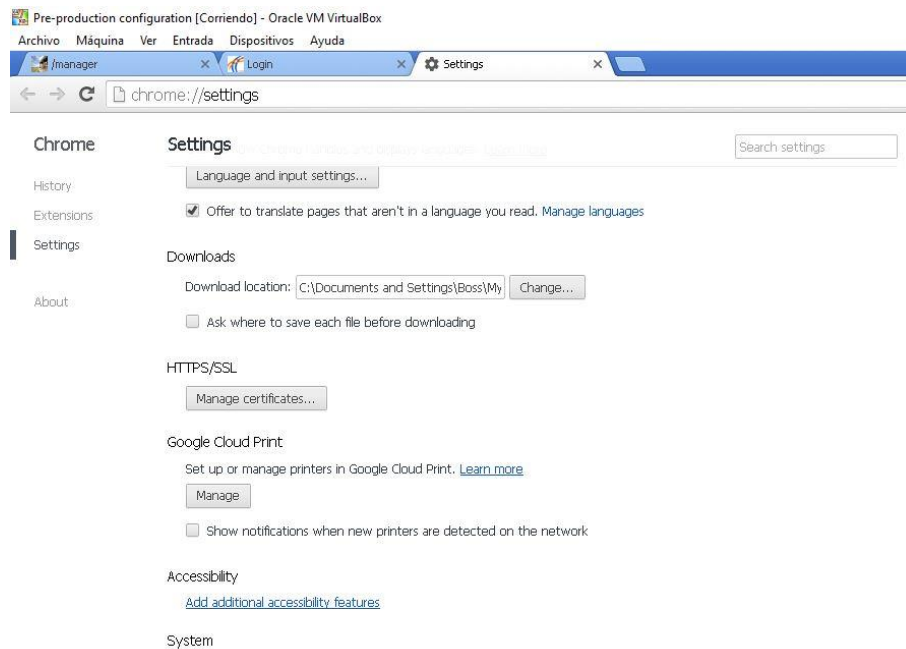 Pre-production configuration [Corriendo] - Oracle VM VirtualBox
Archivo Máquina Ver Entrada Dispositivos Ayuda
/manager Login Settings
chrome://settings
Chrome Settings Search settings
Language and input settings...
History
Offer to translate pages that aren't in a language you read. Manage languages
Extensions
Settings
Downloads
Download location: C:\Documents and Settings\Boss\My Change...
About
Ask where to save each file before downloading
HTTPS/SSL
Manage certificates...
Google Cloud Print
Set up or manage printers in Google Cloud Print. Learn more
Manage
Show notifications when new printers are detected on the network
Accessibility
Add additional accessibility features
System